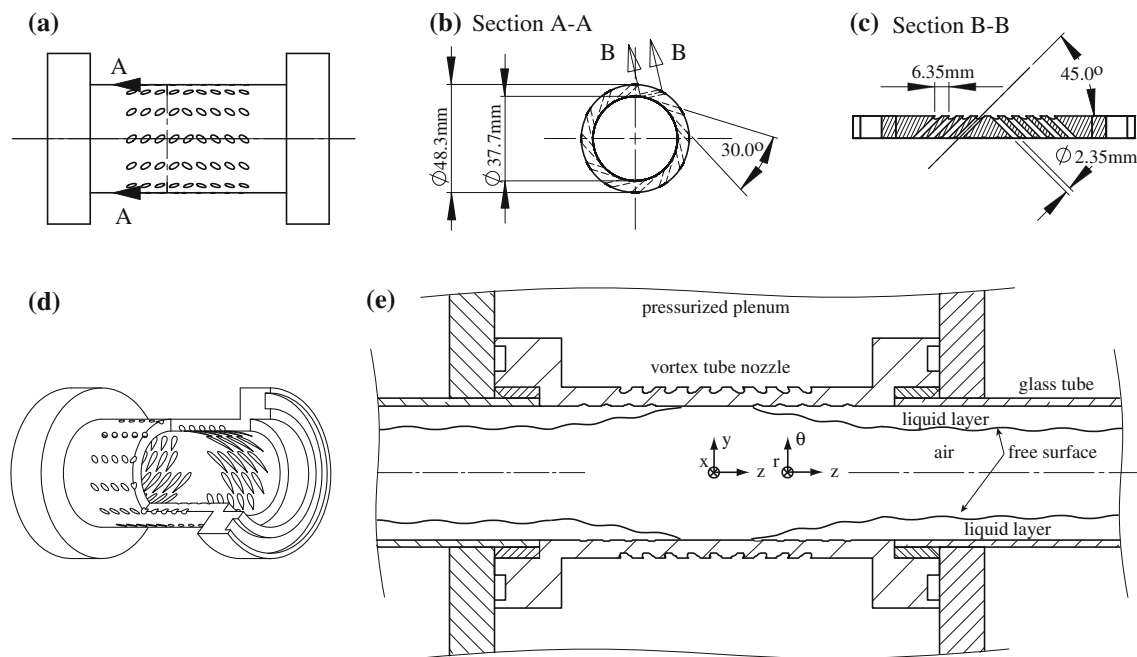 (a)
A
A
(b) Section A-A
B
B
Ø48.3mm
Ø37.7mm
30.0º
(c) Section B-B
6.35mm
45.0º
Ø 2.35mm
(d)
(e)
pressurized plenum
vortex tube nozzle
glass tube
liquid layer
air
free surface
liquid layer
y
x
z
θ
r
z